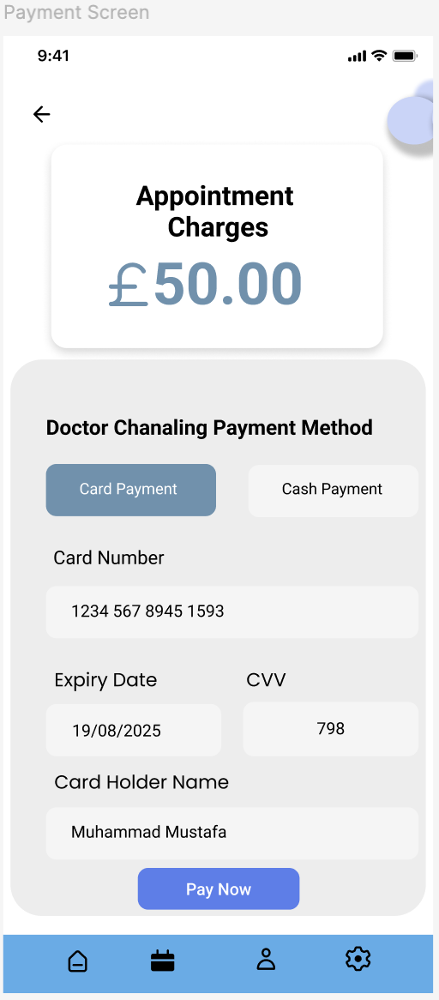 Payment Screen
9:41
Appointment
Charges
£50.00
Doctor Chanaling Payment Method
Card Payment Cash Payment
Card Number
1234 567 8945 1593
Expiry Date CVV
19/08/2025 798
Card Holder Name
Muhammad Mustafa
Pay Now